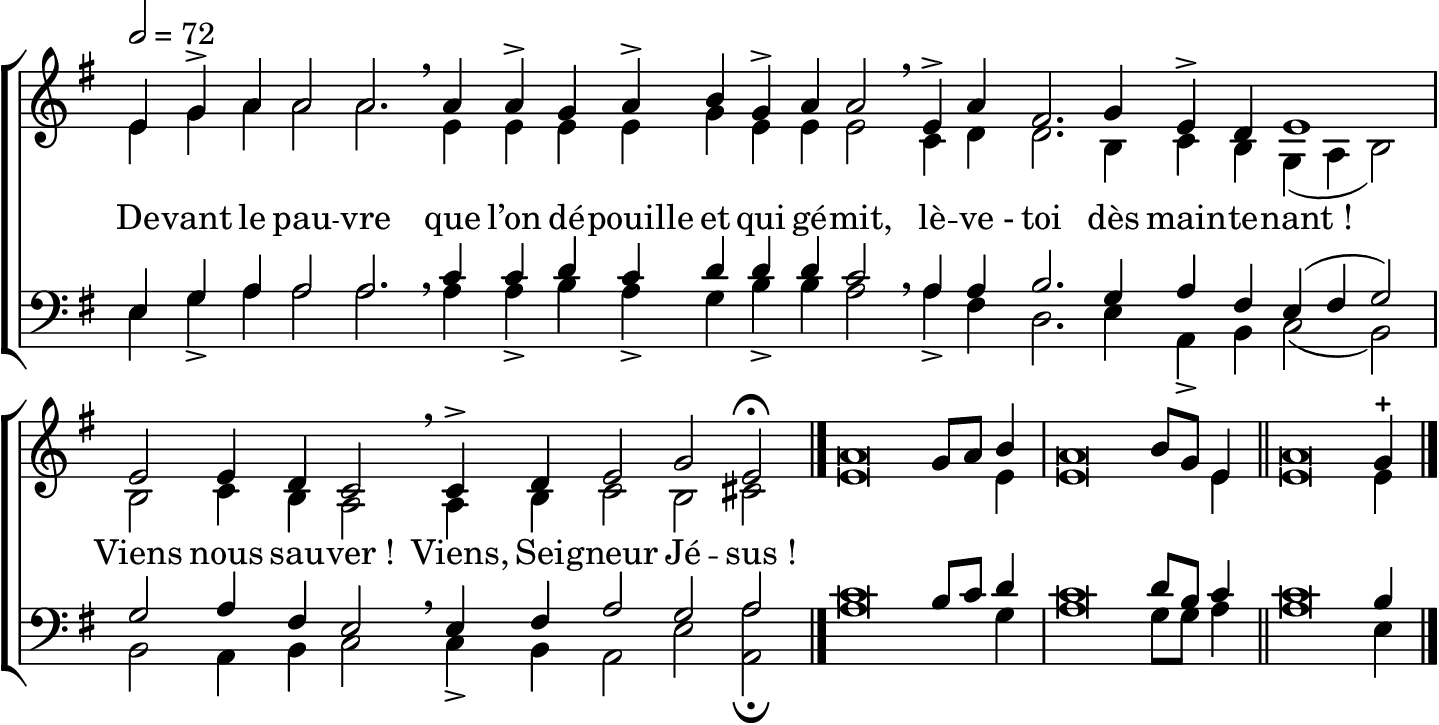 = 72
Devant le pau – vre que l’on dépouille et qui gémit, lè – ve - toi dès maintenant !
Viens nous sauver ! Viens, Seigneur Jé – sus !